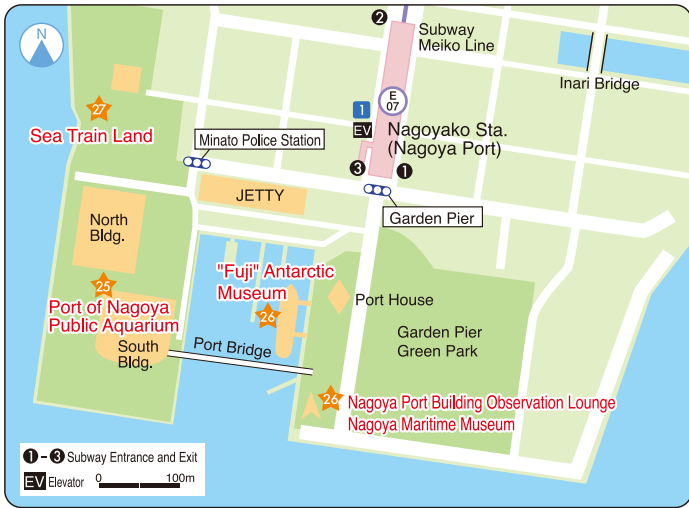 N
2
Subway
Meiko Line
Inari Bridge
E
07
1
EV
Nagoyako Sta.
(Nagoya Port)
3
1
27
Sea Train Land
Minato Police Station
JETTY
Garden Pier
North
Bldg.
"Fuji" Antarctic
Museum
26
25
Port of Nagoya
Public Aquarium
South
Bldg.
Port Bridge
Port House
Garden Pier
Green Park
26
Nagoya Port Building Observation Lounge
Nagoya Maritime Museum
1 - 3 Subway Entrance and Exit
EV Elevator 0 100m